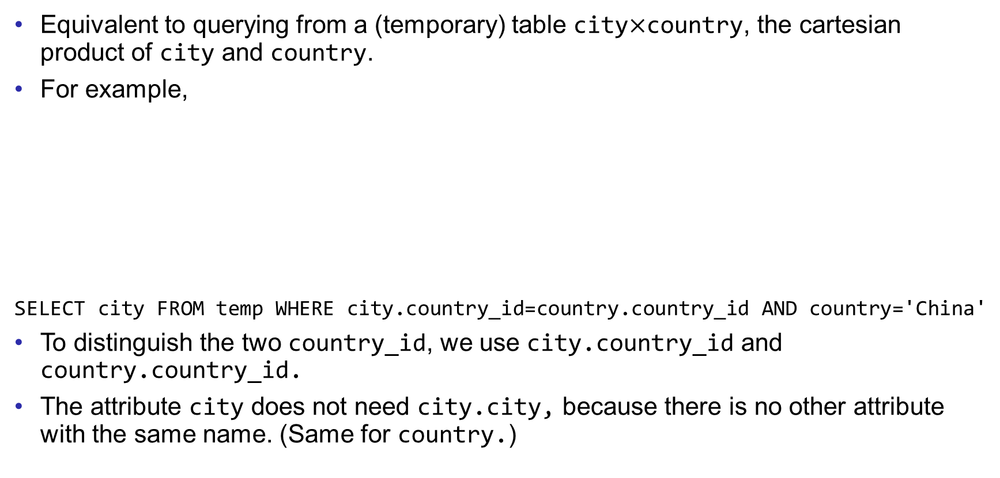 • Equivalent to querying from a (temporary) table city×country, the cartesian
product of city and country.
• For example,
SELECT city FROM temp WHERE city.country_id=country.country_id AND country='China'
• To distinguish the two country_id, we use city.country_id and
country.country_id.
• The attribute city does not need city.city, because there is no other attribute
with the same name. (Same for country.)